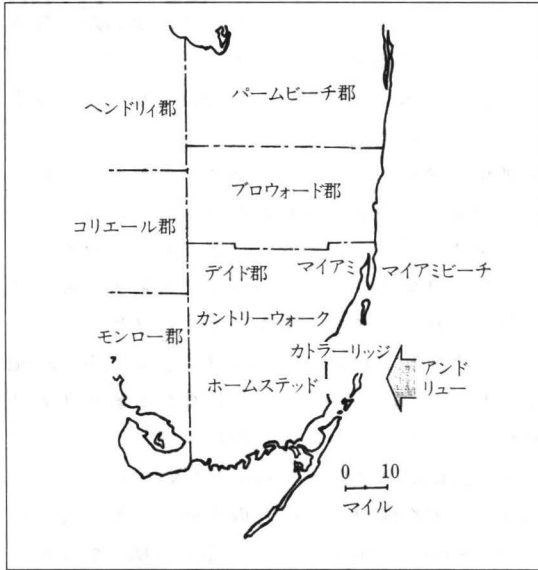 ヘンドリィ郡
パームビーチ郡
コリエール郡
ブロウォード郡
デイド郡
マイアミ
マイアミビーチ
モンロー郡
カントリーウォーク
カトラーリッジ
ホームステッド
アンド
リュー
0 10
マイル